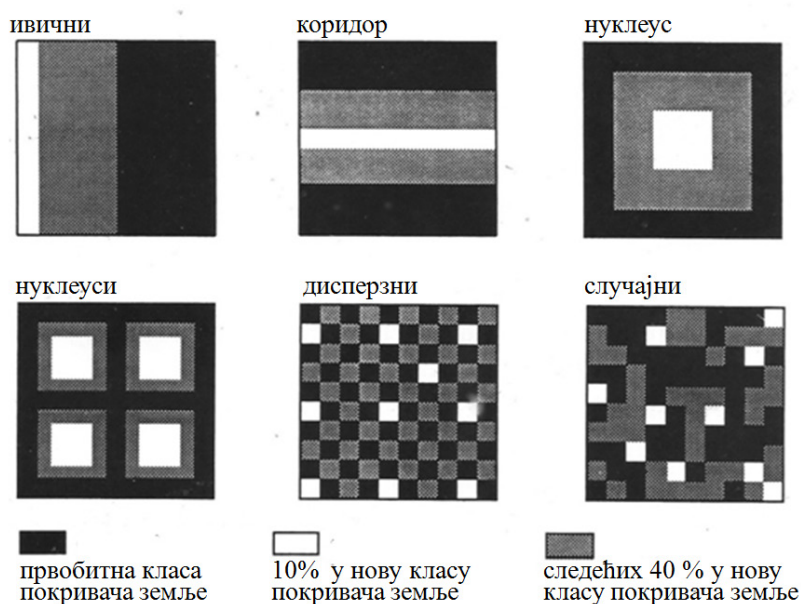 ивични
коридор
нуклеус
нуклеуси
дисперзни
случајни
првобитна класа
покривача земље
10% у нову класу
покривача земље
следећих 40 % у нову
класу покривача земље